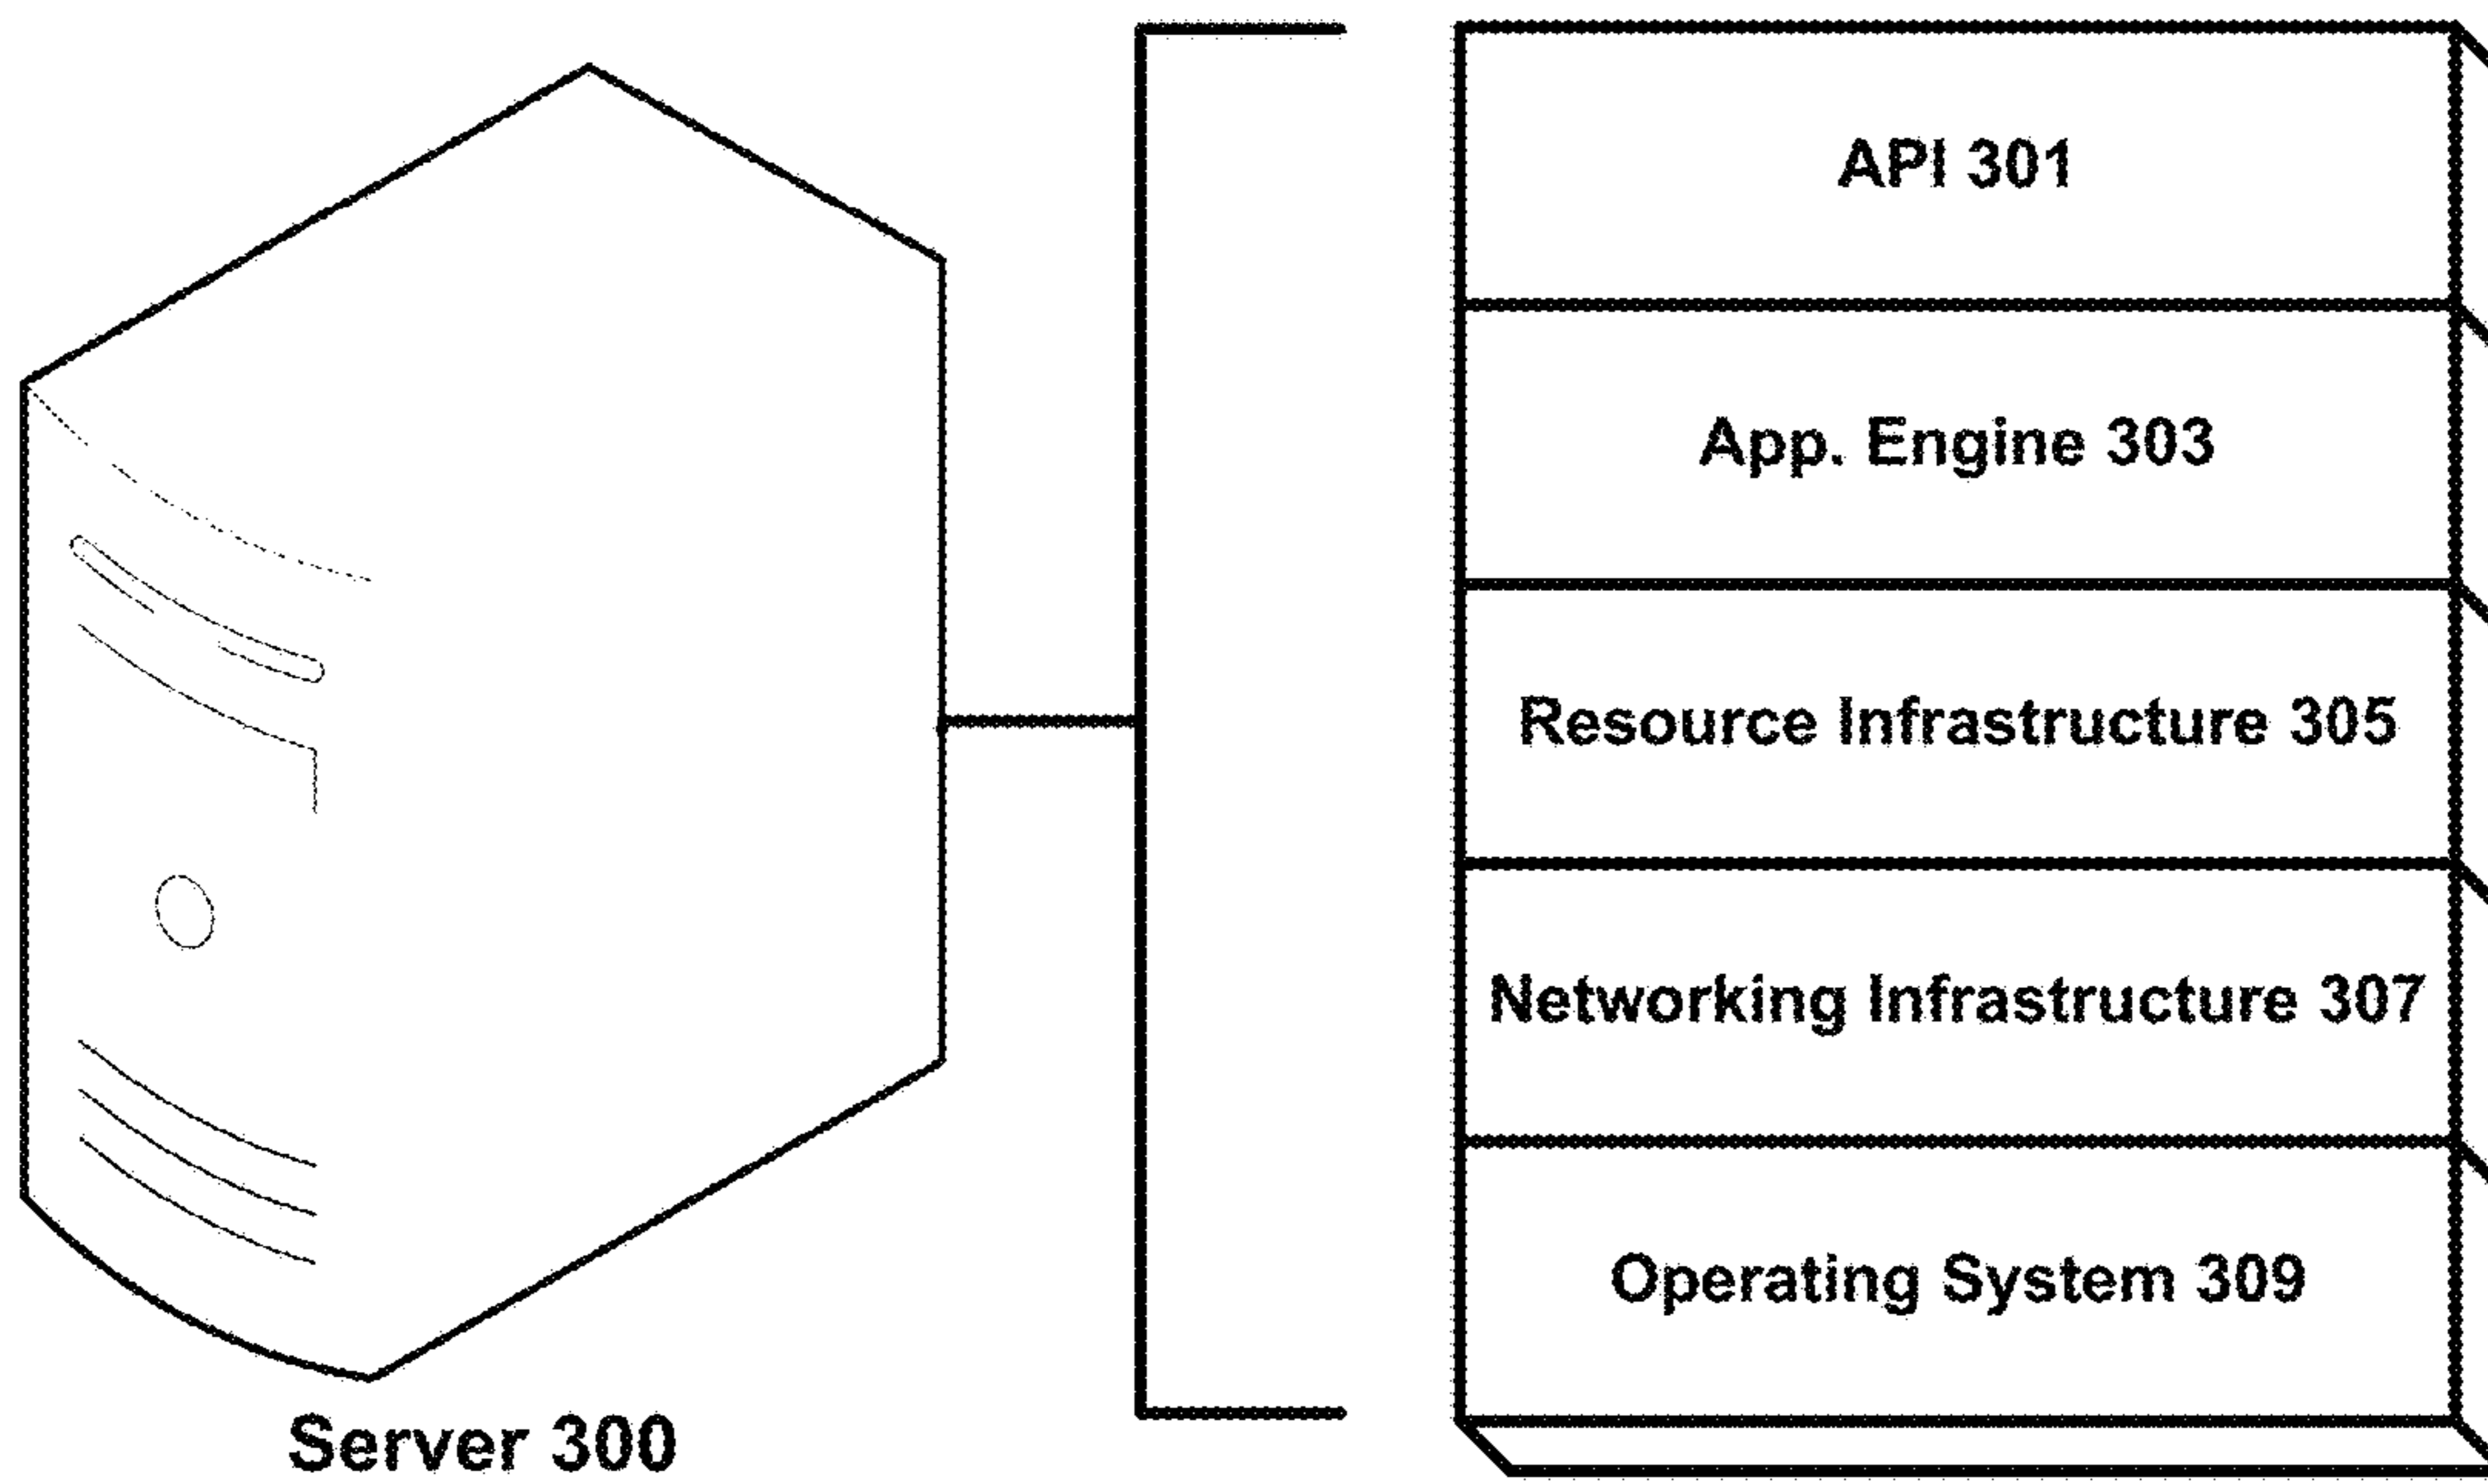 API 301
App. Engine 303
Resource Infrastructure 305
Networking Infrastructure 307
Operating System 309
Server 300